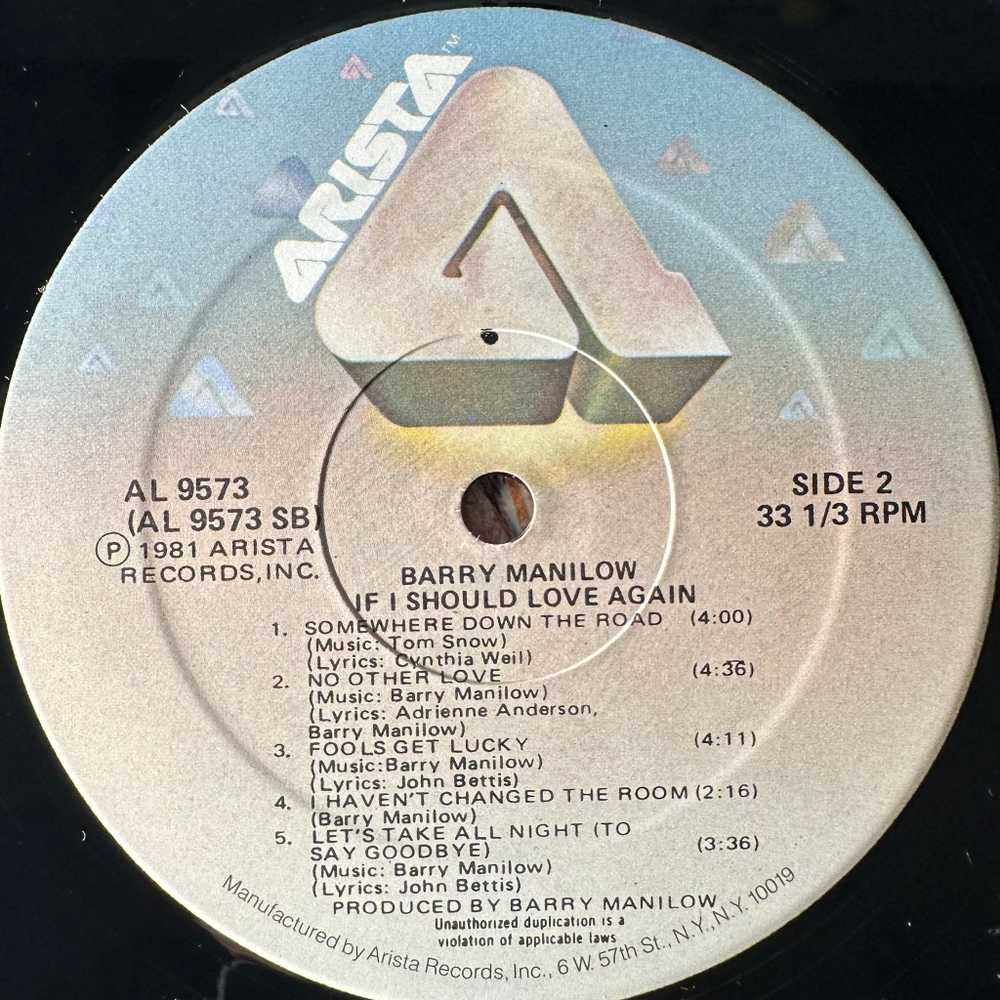 ARISTA™
AL 9573
(AL 9573 SB)
Ⓟ 1981 ARISTA
RECORDS, INC.
SIDE 2
33 1/3 RPM
BARRY MANILOW
IF I SHOULD LOVE AGAIN
1. SOMEWHERE DOWN THE ROAD (4:00)
(Music: Tom Snow)
(Lyrics: Cynthia Weil)
2. NO OTHER LOVE (4:36)
(Music: Barry Manilow)
(Lyrics: Adrienne Anderson,
Barry Manilow)
3. FOOLS GET LUCKY (4:11)
(Music: Barry Manilow)
(Lyrics: John Bettis)
4. I HAVEN'T CHANGED THE ROOM (2:16)
(Barry Manilow)
5. LET'S TAKE ALL NIGHT (TO
SAY GOODBYE) (3:36)
(Music: Barry Manilow)
(Lyrics: John Bettis)
PRODUCED BY BARRY MANILOW
Unauthorized duplication is a
violation of applicable laws
Manufactured by Arista Records, Inc., 6 W. 57th St., N.Y., N.Y. 10019